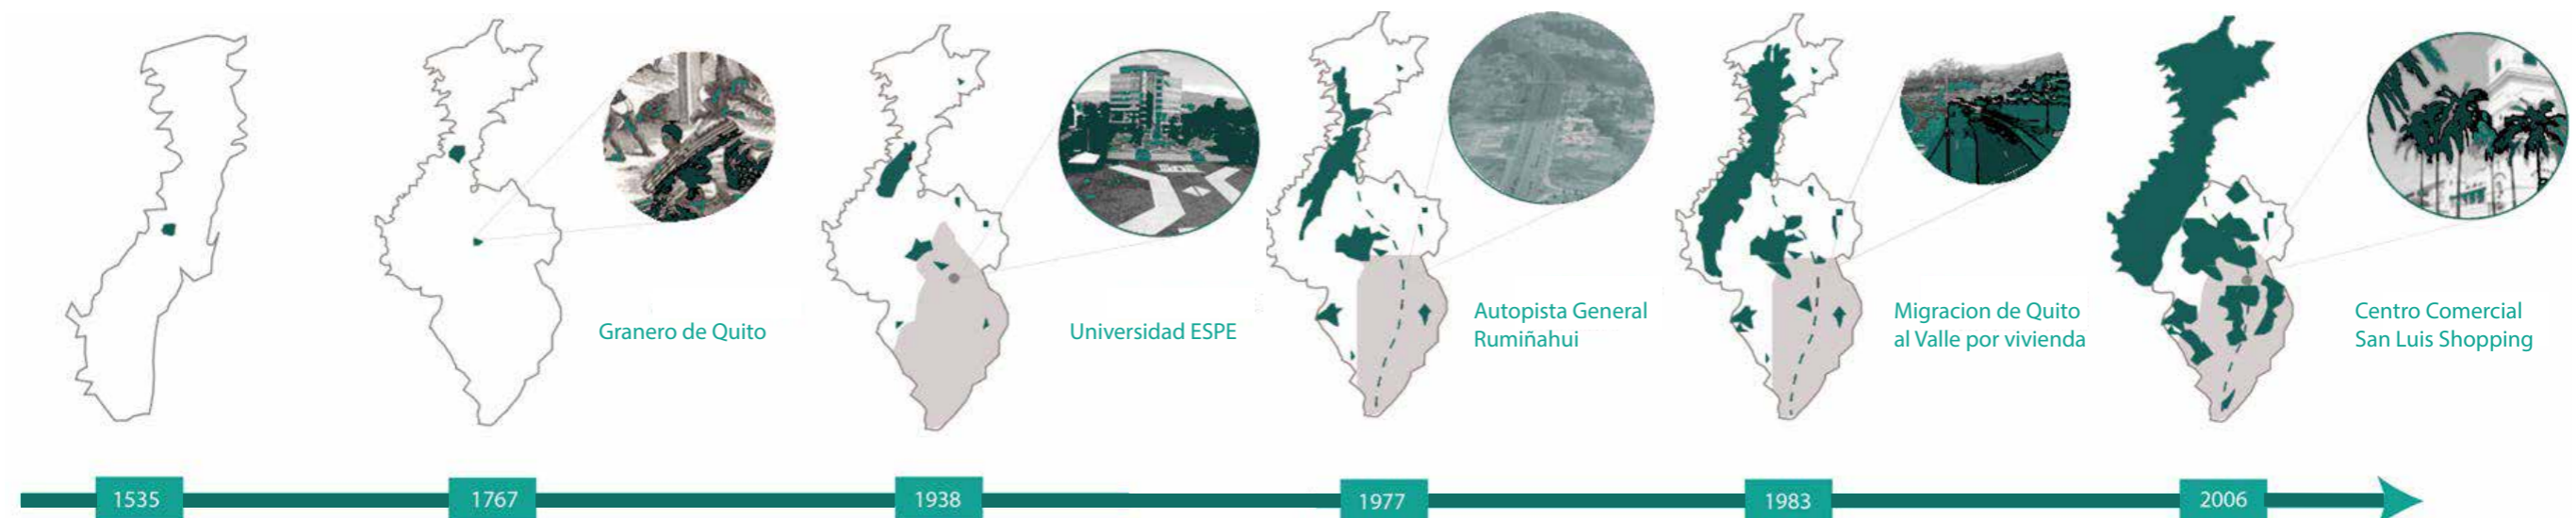 Granero de Quito
Universidad ESPE
Autopista General
Rumiñahui
Migracion de Quito
al Valle por vivienda
Centro Comercial
San Luis Shopping
1535
1767
1938
1977
1983
2006